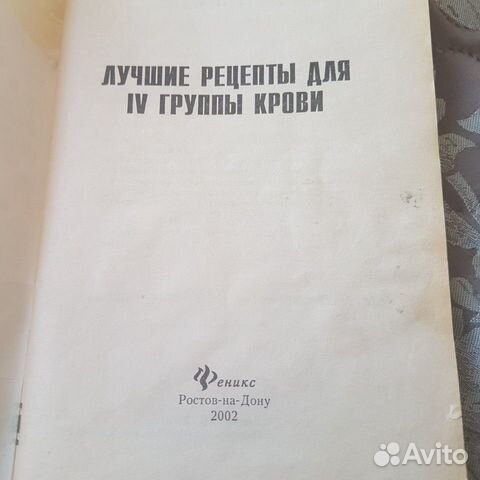 ЛУЧШИЕ РЕЦЕПТЫ ДЛЯ
IV ГРУППЫ КРОВИ
Феникс
Ростов-на-Дону
2002
Avito